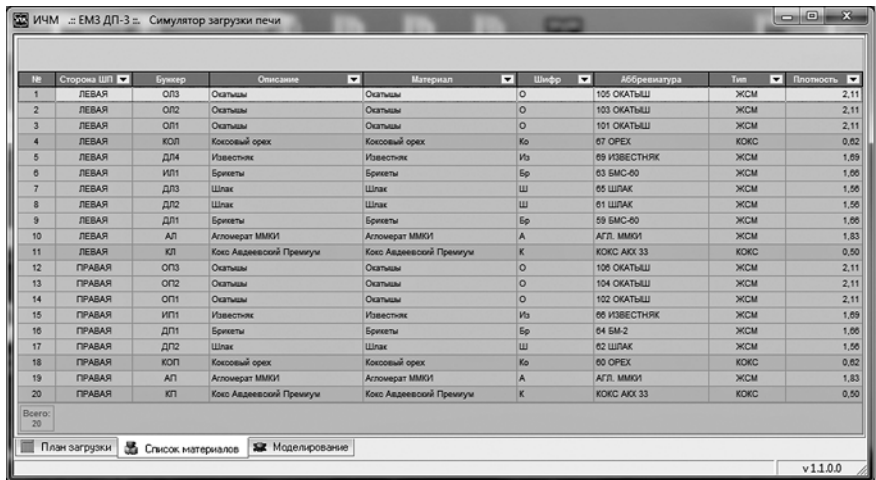 ИЧМ .:: ЕМЗ ДП-3 ::. Симулятор загрузки печи
№ Сторона ШП Бункер Описание Материал Шифр Аббревиатура Тип Плотность
1 ЛЕВАЯ ОЛ3 Окатыши Окатыши О 105 ОКАТЫШ ЖСМ 2,11
2 ЛЕВАЯ ОЛ2 Окатыши Окатыши О 103 ОКАТЫШ ЖСМ 2,11
3 ЛЕВАЯ ОЛ1 Окатыши Окатыши О 101 ОКАТЫШ ЖСМ 2,11
4 ЛЕВАЯ КОЛ Коксовый орех Коксовый орех Ко 67 ОРЕХ КОКС 0,62
5 ЛЕВАЯ ДЛ4 Известняк Известняк Из 69 ИЗВЕСТНЯК ЖСМ 1,69
6 ЛЕВАЯ ИЛ1 Брикеты Брикеты Бр 63 БМС-60 ЖСМ 1,66
7 ЛЕВАЯ ДЛ3 Шлак Шлак Ш 65 ШЛАК ЖСМ 1,56
8 ЛЕВАЯ ДЛ2 Шлак Шлак Ш 61 ШЛАК ЖСМ 1,56
9 ЛЕВАЯ ДЛ1 Брикеты Брикеты Бр 59 БМС-60 ЖСМ 1,66
10 ЛЕВАЯ АЛ Агломерат ММКИ Агломерат ММКИ А АГЛ. ММКИ ЖСМ 1,83
11 ЛЕВАЯ КЛ Кокс Авдеевский Премиум Кокс Авдеевский Премиум К КОКС АКХ 33 КОКС 0,50
12 ПРАВАЯ ОП3 Окатыши Окатыши О 106 ОКАТЫШ ЖСМ 2,11
13 ПРАВАЯ ОП2 Окатыши Окатыши О 104 ОКАТЫШ ЖСМ 2,11
14 ПРАВАЯ ОП1 Окатыши Окатыши О 102 ОКАТЫШ ЖСМ 2,11
15 ПРАВАЯ ИП1 Известняк Известняк Из 66 ИЗВЕСТНЯК ЖСМ 1,69
16 ПРАВАЯ ДП1 Брикеты Брикеты Бр 64 БМ-2 ЖСМ 1,66
17 ПРАВАЯ ДП2 Шлак Шлак Ш 62 ШЛАК ЖСМ 1,56
18 ПРАВАЯ КОП Коксовый орех Коксовый орех Ко 60 ОРЕХ КОКС 0,62
19 ПРАВАЯ АП Агломерат ММКИ Агломерат ММКИ А АГЛ. ММКИ ЖСМ 1,83
20 ПРАВАЯ КП Кокс Авдеевский Премиум Кокс Авдеевский Премиум К КОКС АКХ 33 КОКС 0,50
Всего:
20
План загрузки Список материалов Моделирование
v 1.1.0.0